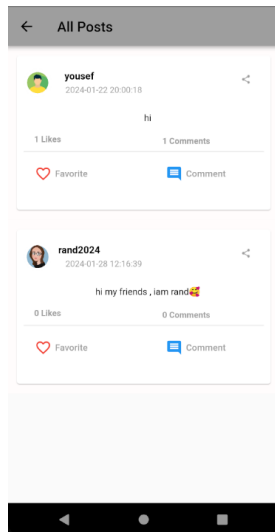 All Posts
yousef
2024-01-22 20:00:18
hi
1 Likes 1 Comments
Favorite Comment
rand2024
2024-01-28 12:16:39
hi my friends , iam rand🥰
0 Likes 0 Comments
Favorite Comment